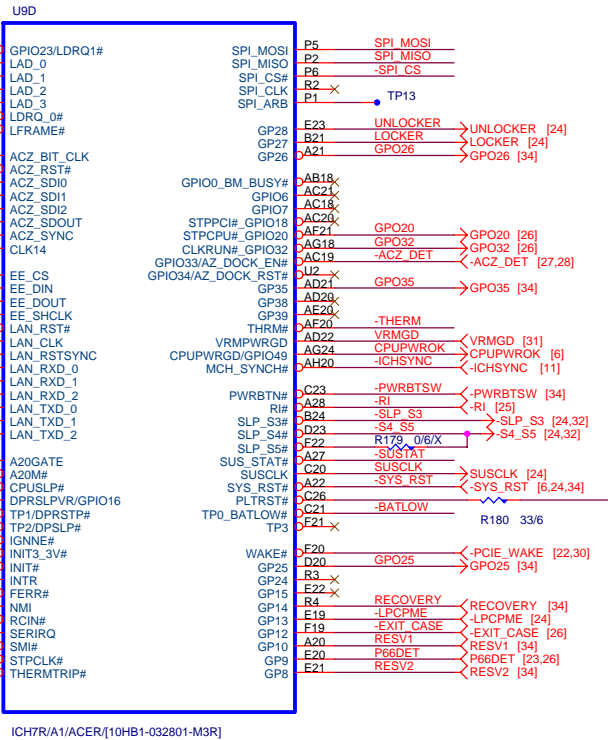 U9D
GPIO23/LDRQ1# SPI_MOSI P5 SPI_MOSI
LAD_0 SPI_MISO P2 SPI_MISO
LAD_1 SPI_CS# P6 -SPI_CS
LAD_2 SPI_CLK R2
LAD_3 SPI_ARB P1 TP13
LDRQ_0#
LFRAME# GP28 E23 UNLOCKER UNLOCKER [24]
GP27 B21 LOCKER LOCKER [24]
ACZ_BIT_CLK GP26 A21 GPO26 GPO26 [34]
ACZ_RST#
ACZ_SDI0 GPIO0_BM_BUSY# AB18
ACZ_SDI1 GPIO6 AC21
ACZ_SDI2 GPIO7 AC18
ACZ_SDOUT STPPCI#_GPIO18 AC20
ACZ_SYNC STPCPU#_GPIO20 AF21 GPO20 GPO20 [26]
CLK14 CLKRUN#_GPIO32 AG18 GPO32 GPO32 [26]
GPIO33/AZ_DOCK_EN# AC19 -ACZ_DET -ACZ_DET [27,28]
EE_CS GPIO34/AZ_DOCK_RST# U2
EE_DIN GP35 AD21 GPO35 GPO35 [34]
EE_DOUT GP38 AD20
EE_SHCLK GP39 AE20
LAN_RST# THRM# AF20 -THERM
LAN_CLK VRMPWRGD AD22 VRMGD VRMGD [31]
LAN_RSTSYNC CPUPWRGD/GPIO49 AG24 CPUPWROK CPUPWROK [6]
LAN_RXD_0 MCH_SYNCH# AH20 -ICHSYNC -ICHSYNC [11]
LAN_RXD_1
LAN_RXD_2 PWRBTN# C23 -PWRBTSW -PWRBTSW [34]
LAN_TXD_0 RI# A28 -RI -RI [25]
LAN_TXD_1 SLP_S3# B24 -SLP_S3 -SLP_S3 [24,32]
LAN_TXD_2 SLP_S4# D23 -S4_S5 -S4_S5 [24,32]
SLP_S5# F22 R179 0/6/X
A20GATE SUS_STAT# A27 -SUSTAT
A20M# SUSCLK C20 SUSCLK SUSCLK [24]
CPUSLP# SYS_RST# A22 -SYS_RST -SYS_RST [6,24,34]
DPRSLPVR/GPIO16 PLTRST# C26
TP1/DPRSTP# TP0_BATLOW# C21 -BATLOW R180 33/6
TP2/DPSLP# TP3 F21
IGNNE#
INIT3_3V# WAKE# F20 -PCIE_WAKE [22,30]
INIT# GP25 D20 GPO25 GPO25 [34]
INTR GP24 R3
FERR# GP15 E22
NMI GP14 R4 RECOVERY RECOVERY [34]
RCIN# GP13 E19 -LPCPME -LPCPME [24]
SERIRQ GP12 F19 -EXIT_CASE -EXIT_CASE [26]
SMI# GP10 A20 RESV1 RESV1 [34]
STPCLK# GP9 E20 P66DET P66DET [23,26]
THERMTRIP# GP8 E21 RESV2 RESV2 [34]
ICH7R/A1/ACER/[10HB1-032801-M3R]